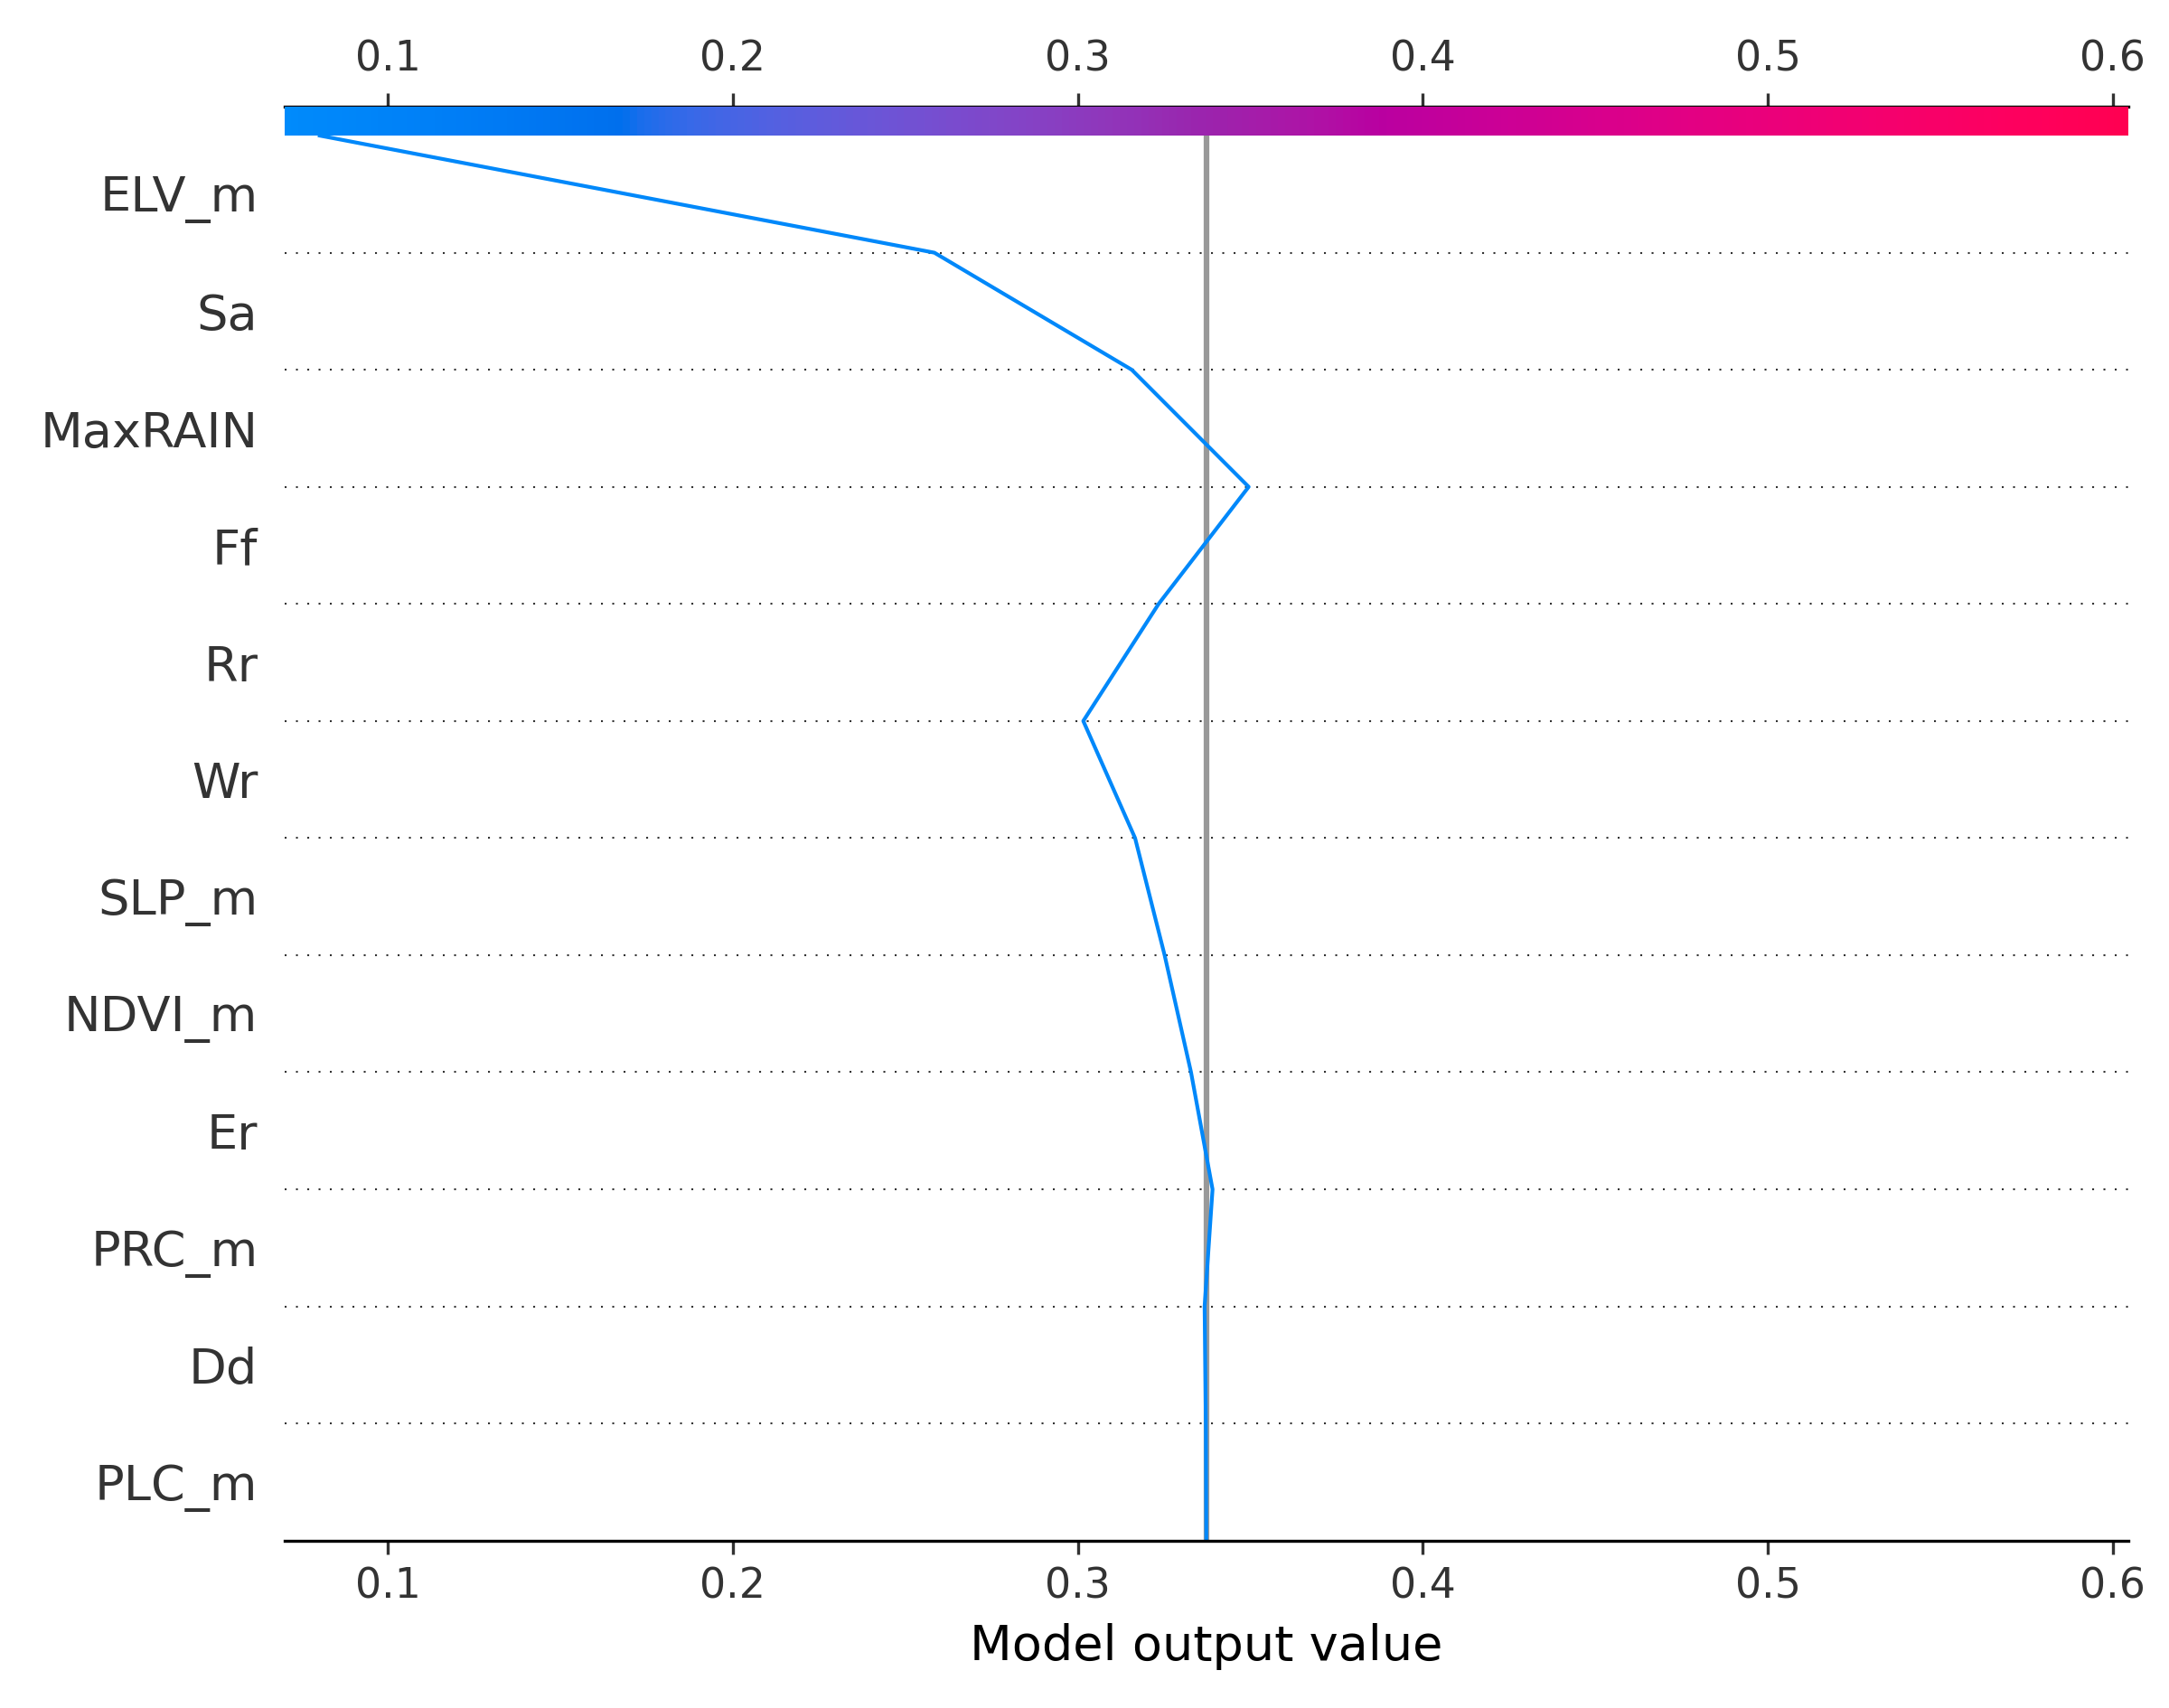 0.1 0.2 0.3 0.4 0.5 0.6
ELV_m
Sa
MaxRAIN
Ff
Rr
Wr
SLP_m
NDVI_m
Er
PRC_m
Dd
PLC_m
0.1 0.2 0.3 0.4 0.5 0.6
Model output value